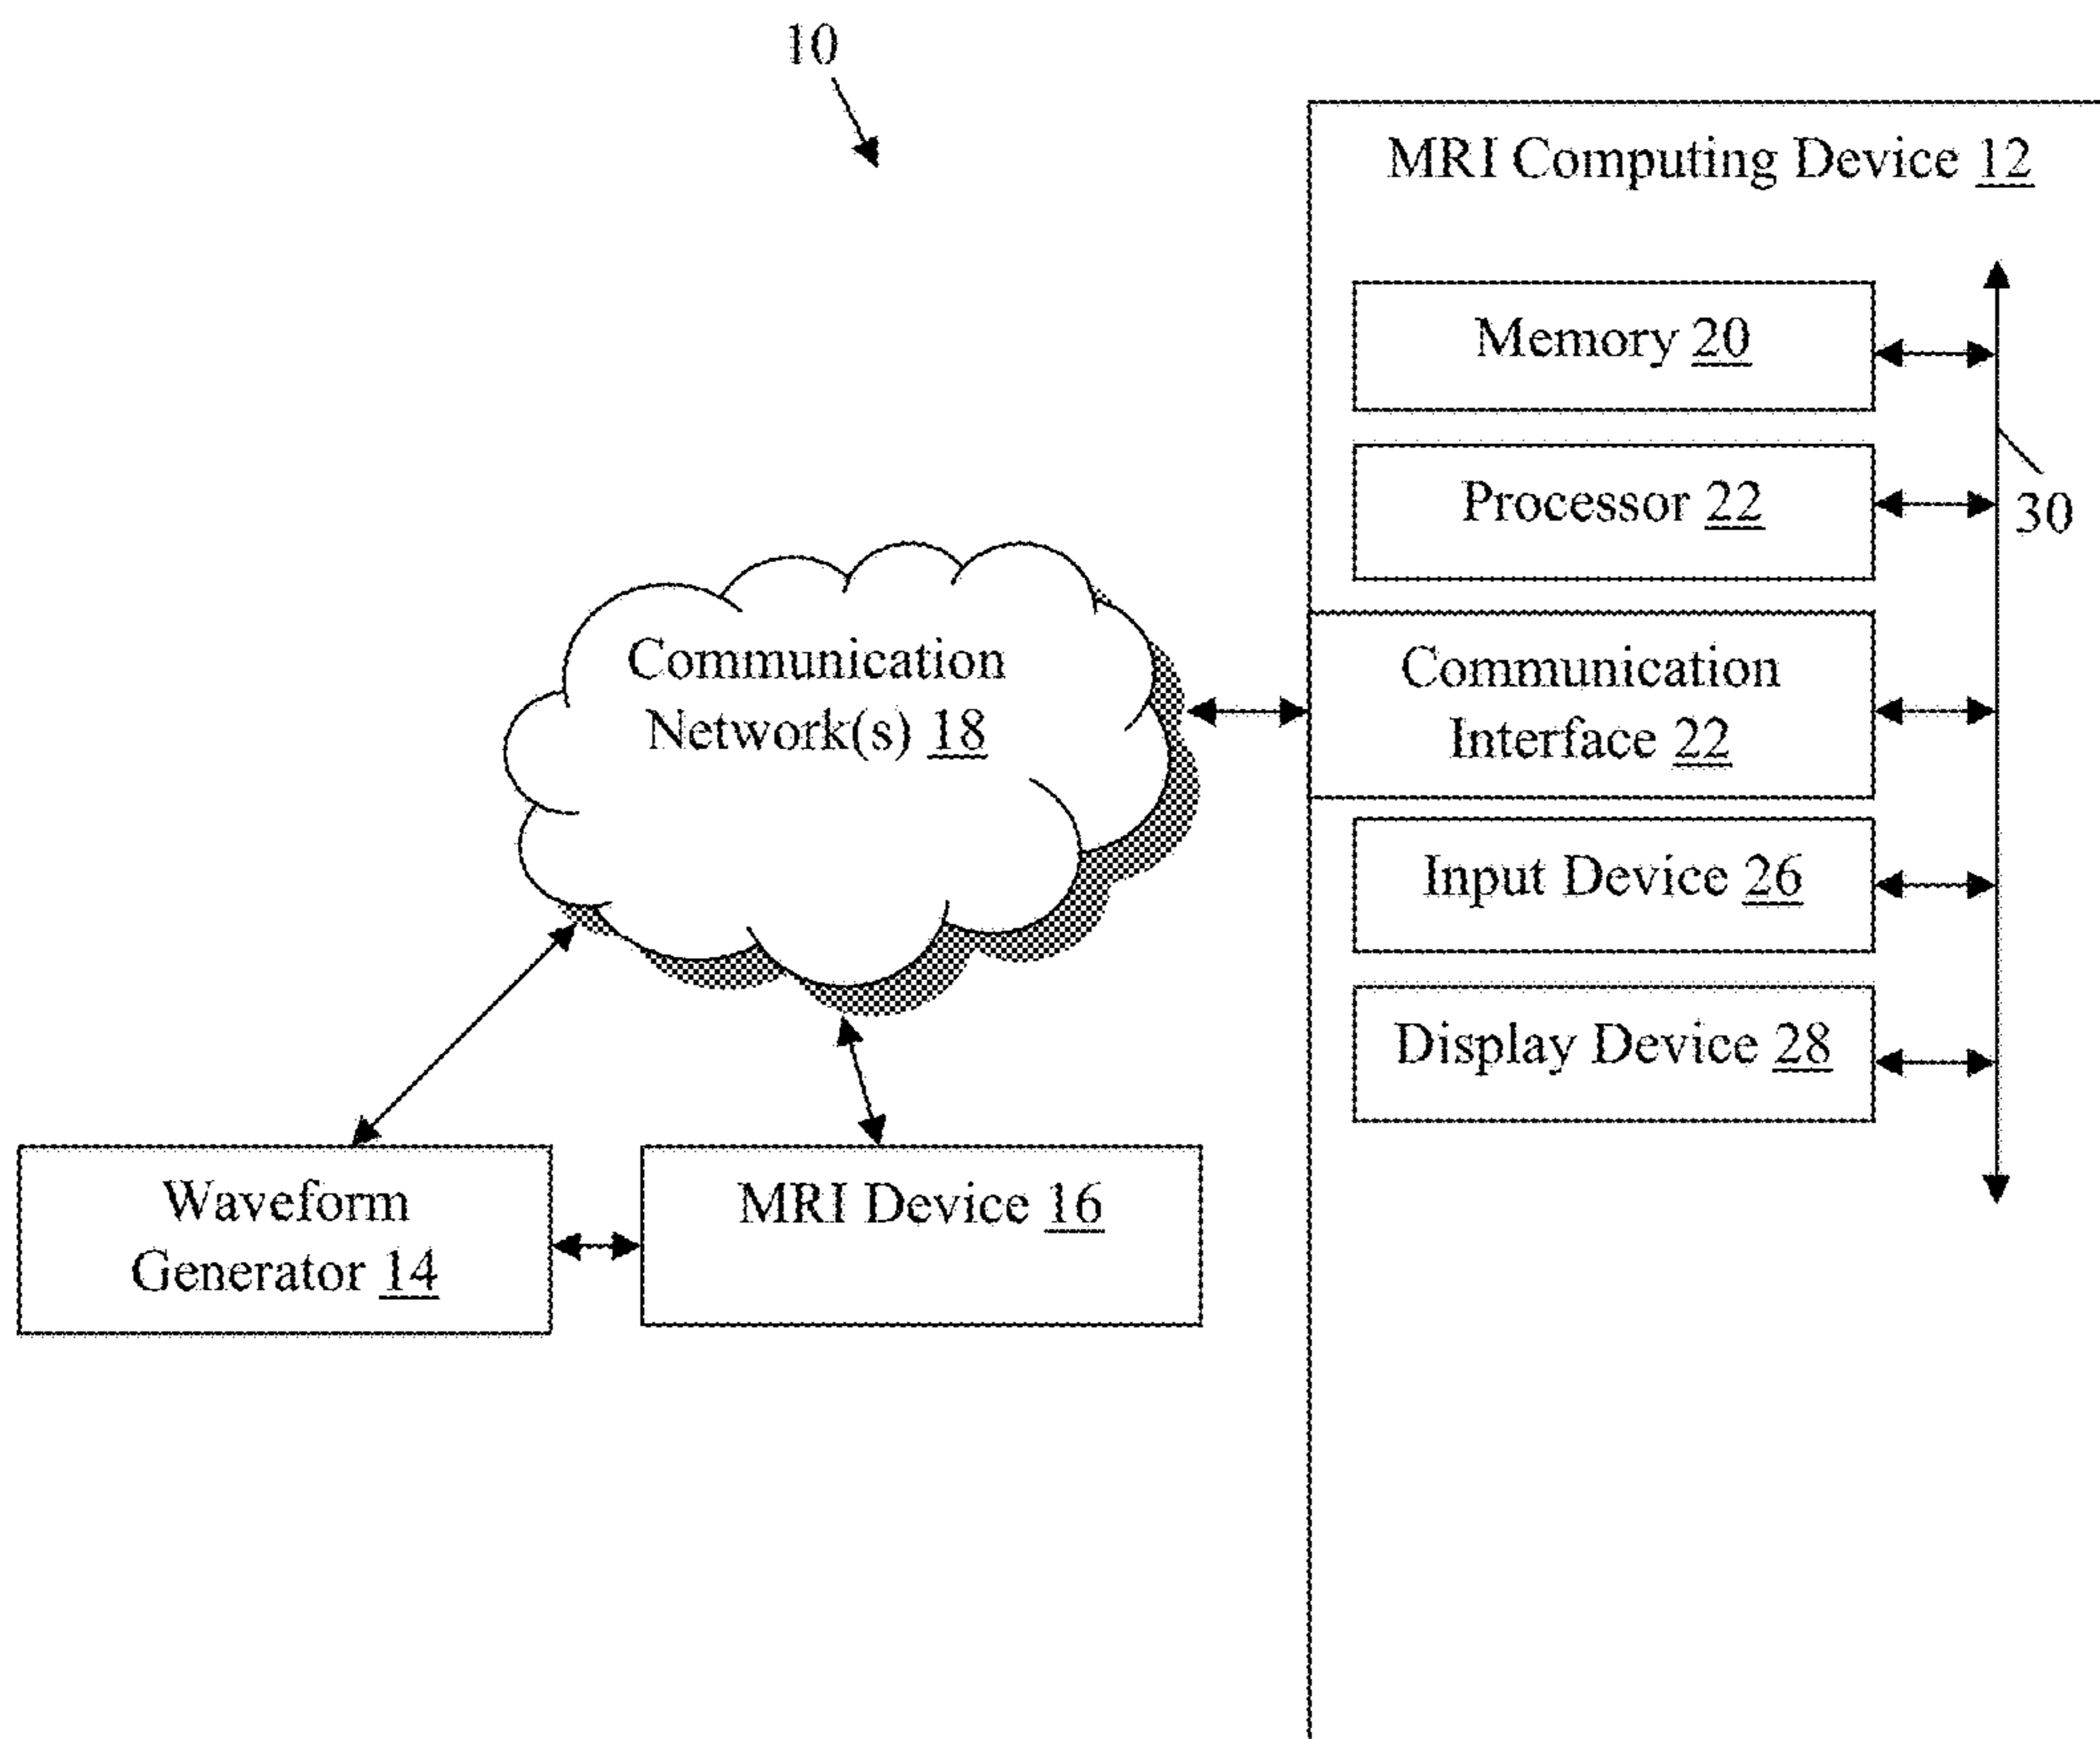 10
MRI Computing Device 12
Memory 20
Processor 22
30
Communication
Interface 22
Input Device 26
Display Device 28
Communication
Network(s) 18
Waveform
Generator 14
MRI Device 16